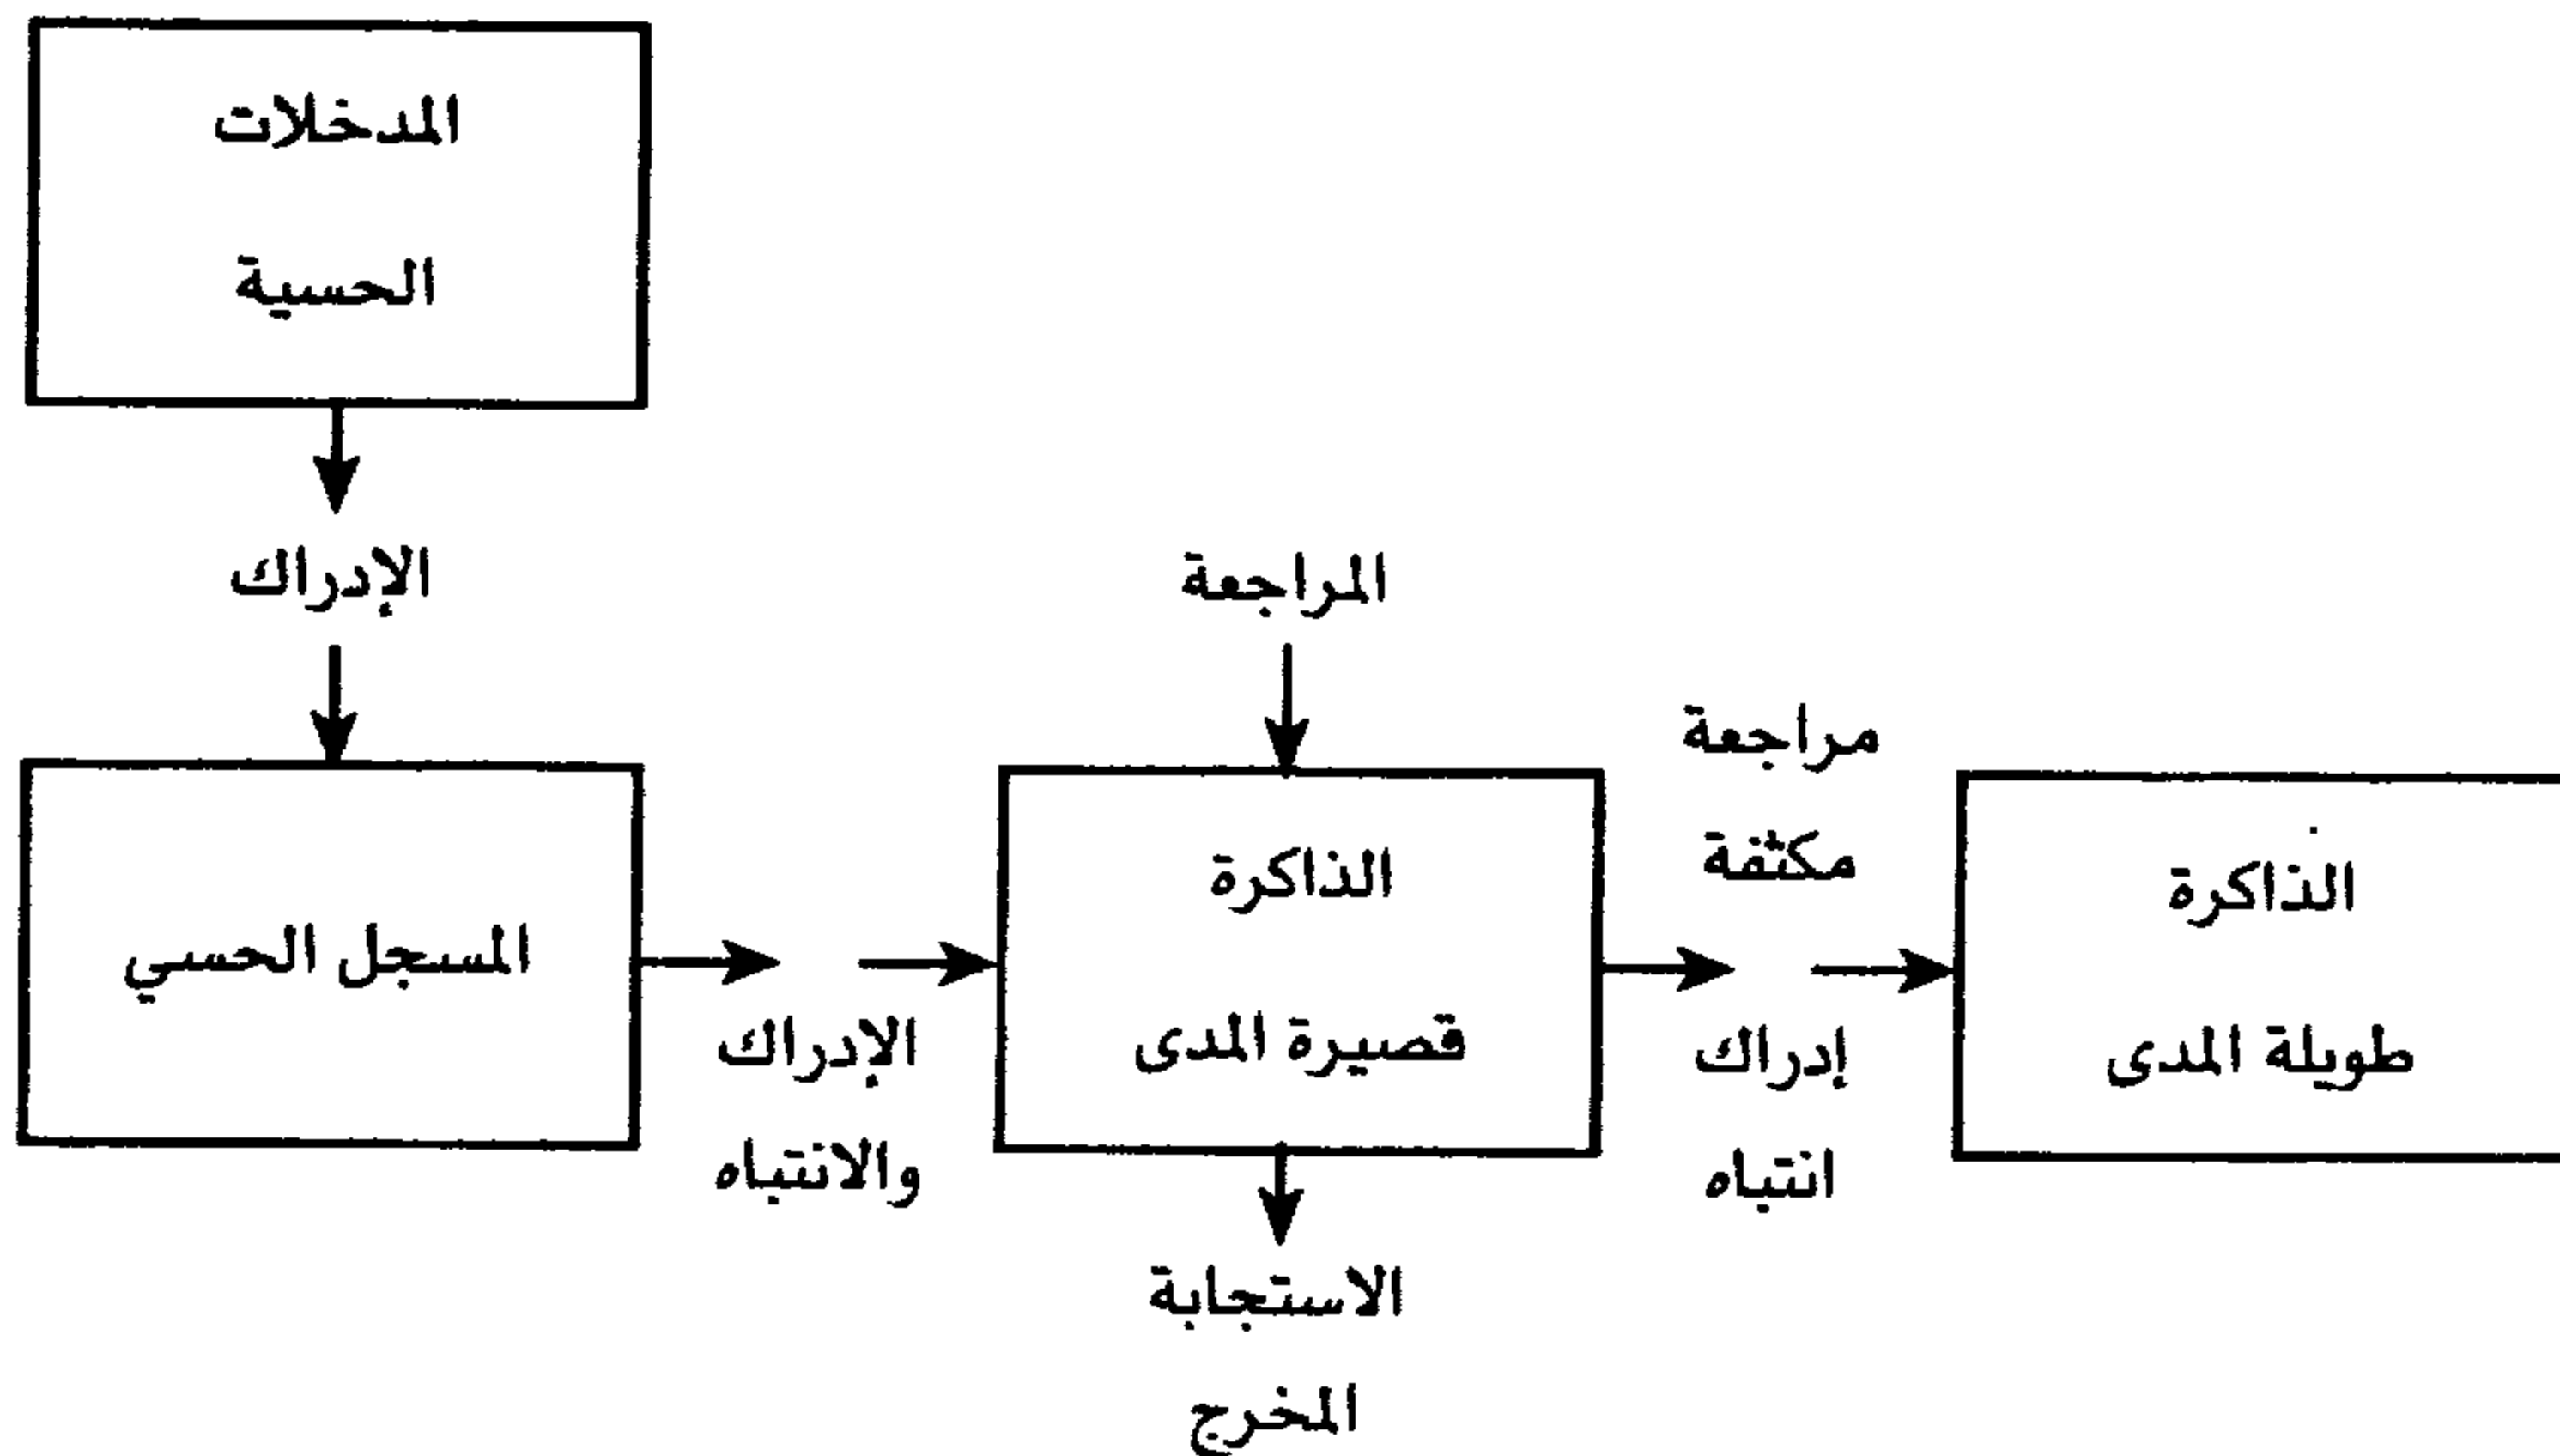 المدخلات
الحسية
الإدراك
المسجل الحسي
الإدراك
والانتباه
المراجعة
الذاكرة
قصيرة المدى
الاستجابة
المخرج
مراجعة
مكثفة
إدراك
انتباه
الذاكرة
طويلة المدى